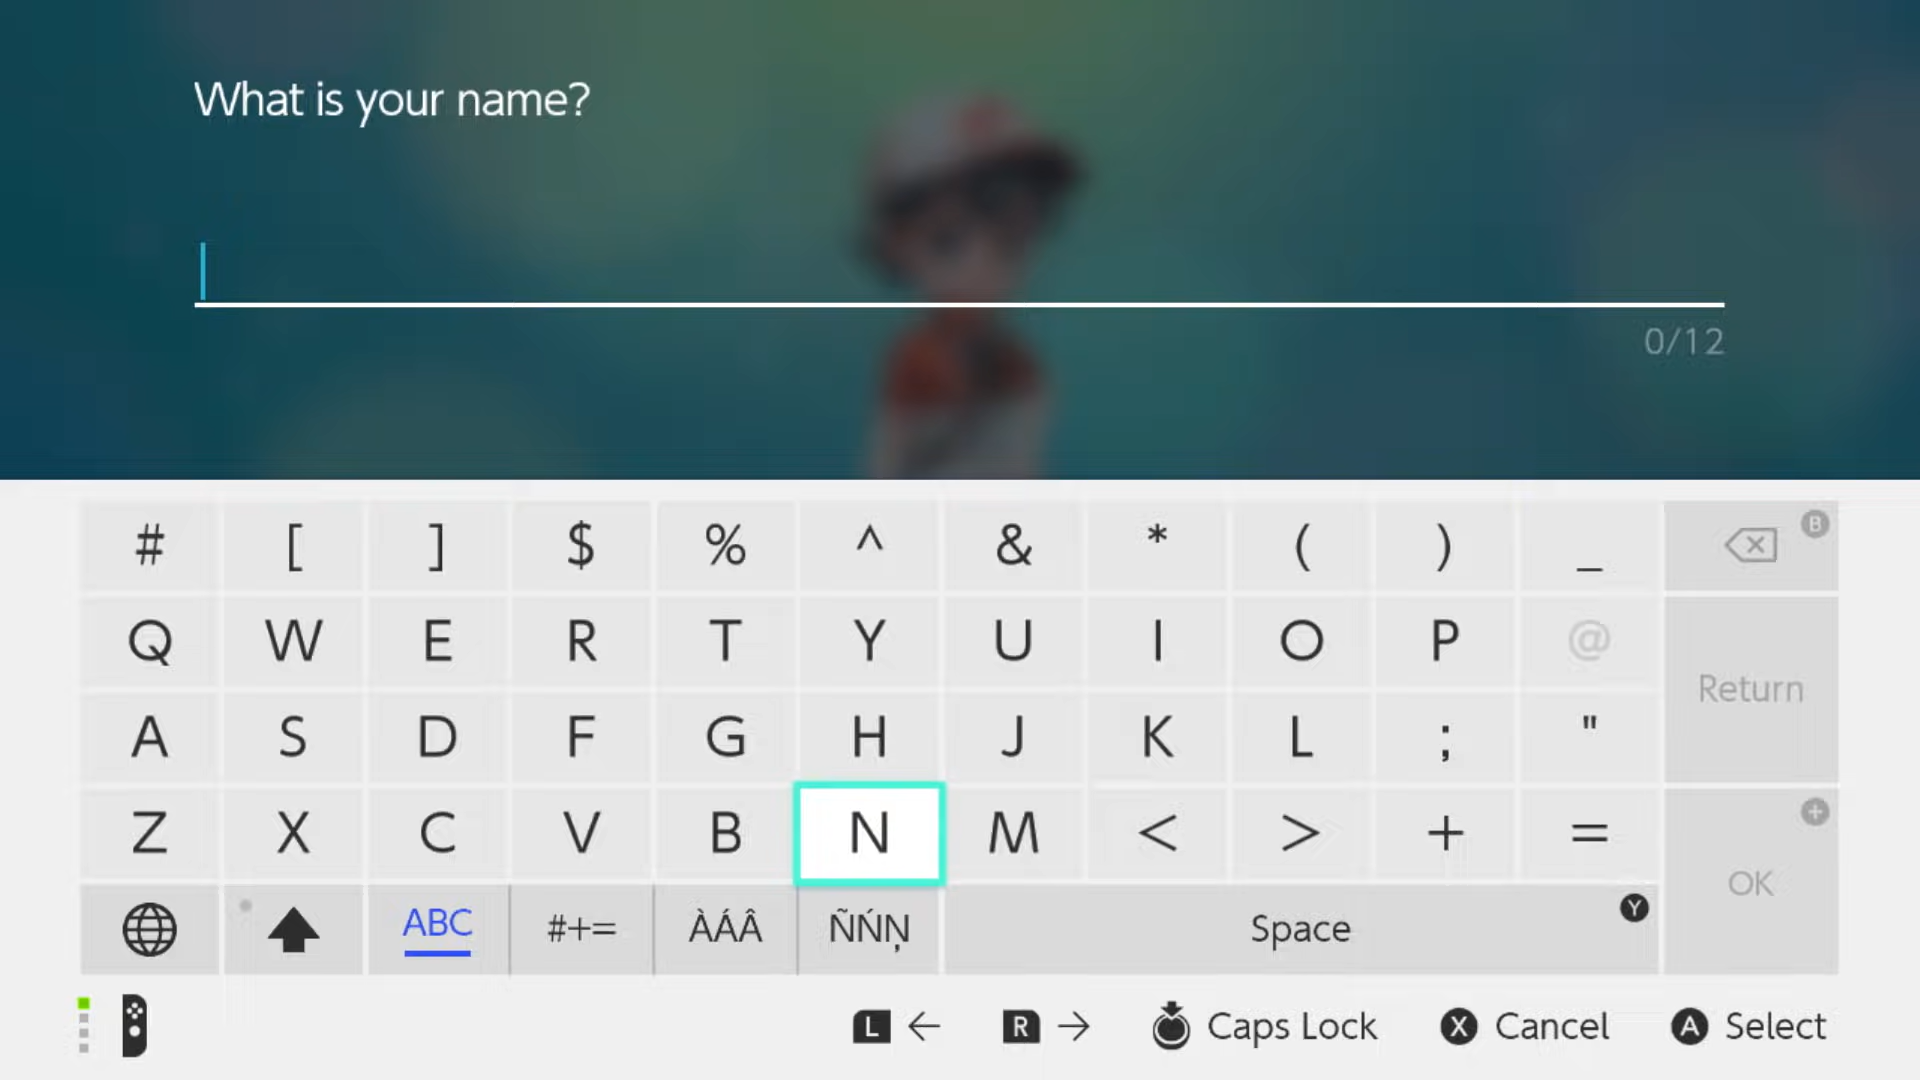 What is your name?
0/12
# [ ] $ % ^ & * ( ) _ B
Q W E R T Y U I O P @
Return
A S D F G H J K L ; "
Z X C V B N M < > + = +
OK
ABC #+= ÀÁÂ ÑŃŅ Space Y
L ← R → Caps Lock X Cancel A Select